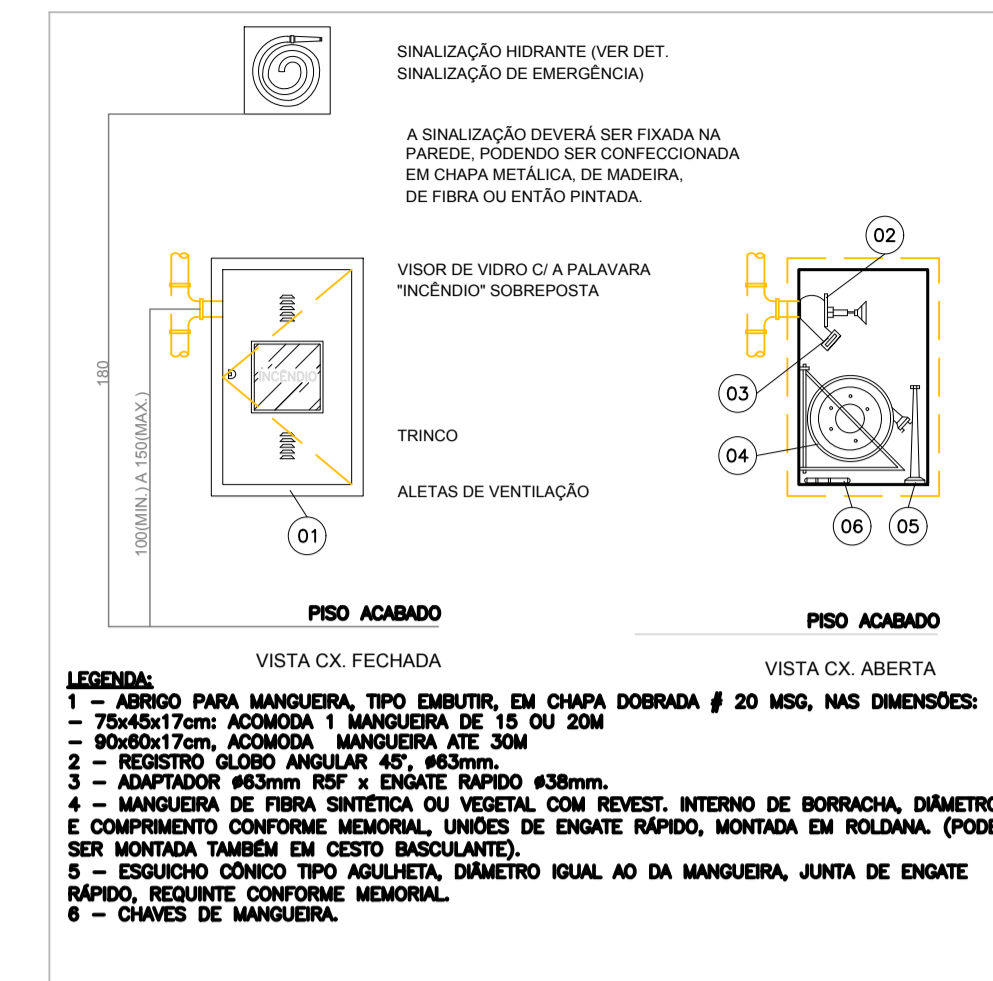 SINALIZAÇÃO HIDRANTE (VER DET.
SINALIZAÇÃO DE EMERGÊNCIA)
A SINALIZAÇÃO DEVERÁ SER FIXADA NA
PAREDE, PODENDO SER CONFECCIONADA
EM CHAPA METÁLICA, DE MADEIRA,
DE FIBRA OU ENTÃO PINTADA.
VISOR DE VIDRO C/ A PALAVARA
"INCÊNDIO" SOBREPOSTA
INCÊNDIO
TRINCO
ALETAS DE VENTILAÇÃO
01
180
100(MIN.) A 150(MAX.)
02
03
04
06
05
PISO ACABADO
VISTA CX. FECHADA
PISO ACABADO
VISTA CX. ABERTA
LEGENDA:
1 – ABRIGO PARA MANGUEIRA, TIPO EMBUTIR, EM CHAPA DOBRADA # 20 MSG, NAS DIMENSÕES:
– 75x45x17cm: ACOMODA 1 MANGUEIRA DE 15 OU 20M
– 90x60x17cm, ACOMODA MANGUEIRA ATE 30M
2 – REGISTRO GLOBO ANGULAR 45°, ø63mm.
3 – ADAPTADOR ø63mm R5F x ENGATE RAPIDO ø38mm.
4 – MANGUEIRA DE FIBRA SINTÉTICA OU VEGETAL COM REVEST. INTERNO DE BORRACHA, DIÂMETRO
E COMPRIMENTO CONFORME MEMORIAL, UNIÕES DE ENGATE RÁPIDO, MONTADA EM ROLDANA. (PODE
SER MONTADA TAMBÉM EM CESTO BASCULANTE).
5 – ESGUICHO CÔNICO TIPO AGULHETA, DIÂMETRO IGUAL AO DA MANGUEIRA, JUNTA DE ENGATE
RÁPIDO, REQUINTE CONFORME MEMORIAL.
6 – CHAVES DE MANGUEIRA.